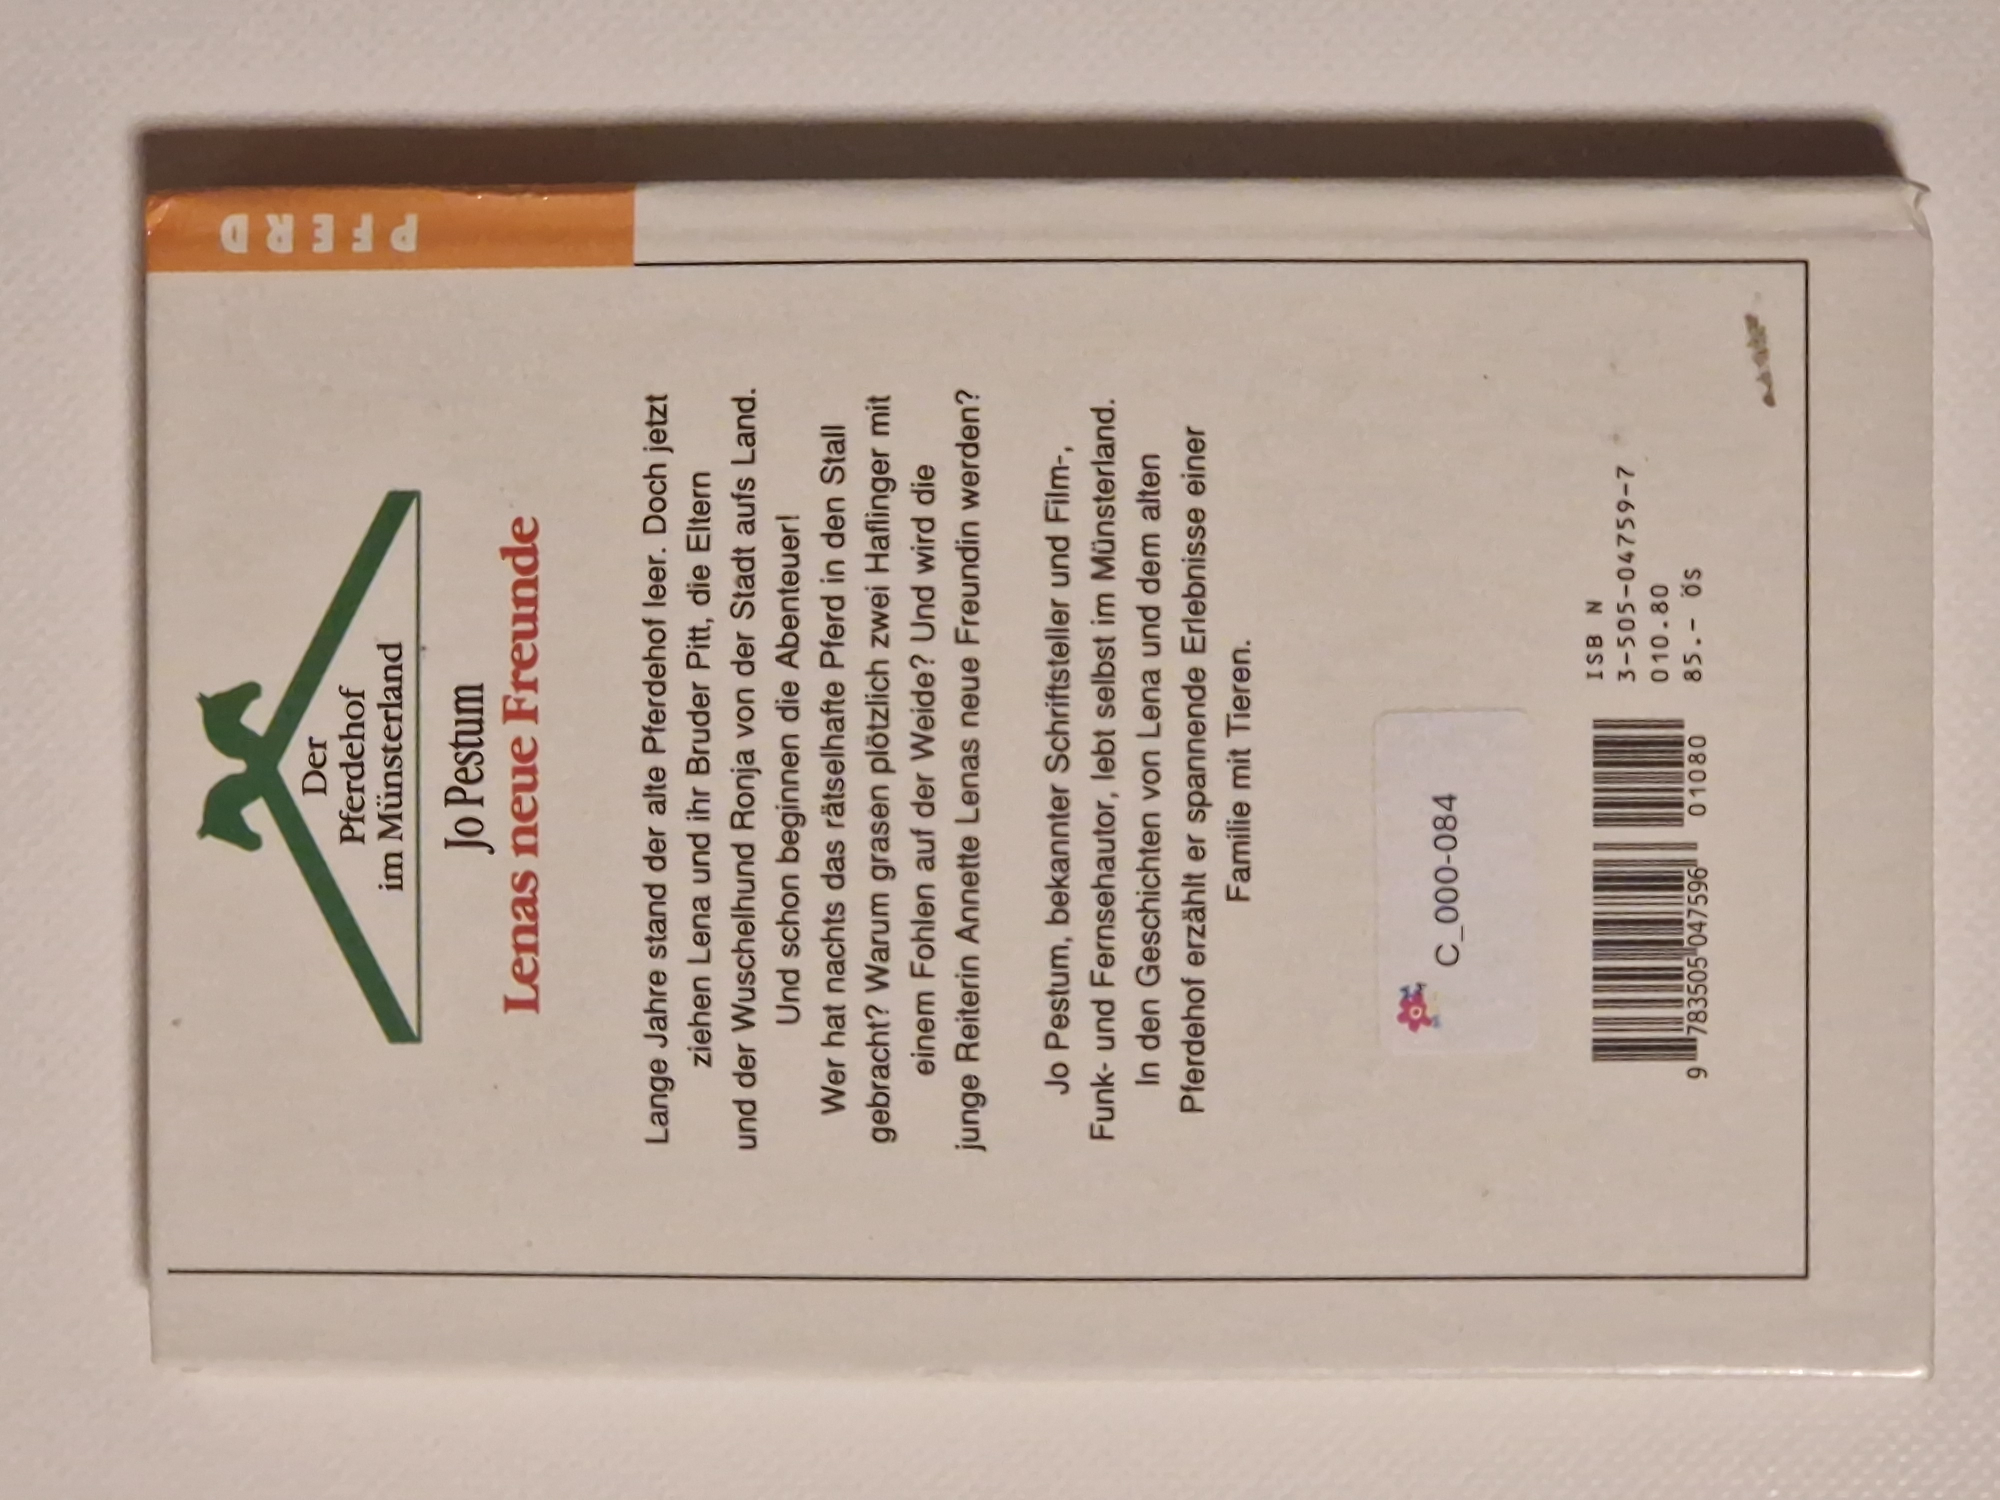 PFERD
Der
Pferdehof
im Münsterland
Jo Pestum
Lenas neue Freunde
Lange Jahre stand der alte Pferdehof leer. Doch jetzt
ziehen Lena und ihr Bruder Pitt, die Eltern
und der Wuschelhund Ronja von der Stadt aufs Land.
Und schon beginnen die Abenteuer!
Wer hat nachts das rätselhafte Pferd in den Stall
gebracht? Warum grasen plötzlich zwei Haflinger mit
einem Fohlen auf der Weide? Und wird die
junge Reiterin Annette Lenas neue Freundin werden?
Jo Pestum, bekannter Schriftsteller und Film-,
Funk- und Fernsehautor, lebt selbst im Münsterland.
In den Geschichten von Lena und dem alten
Pferdehof erzählt er spannende Erlebnisse einer
Familie mit Tieren.
C_000-084
ISB N
3-505-04759-7
010.80
85.- öS
9 783505 047596 01080